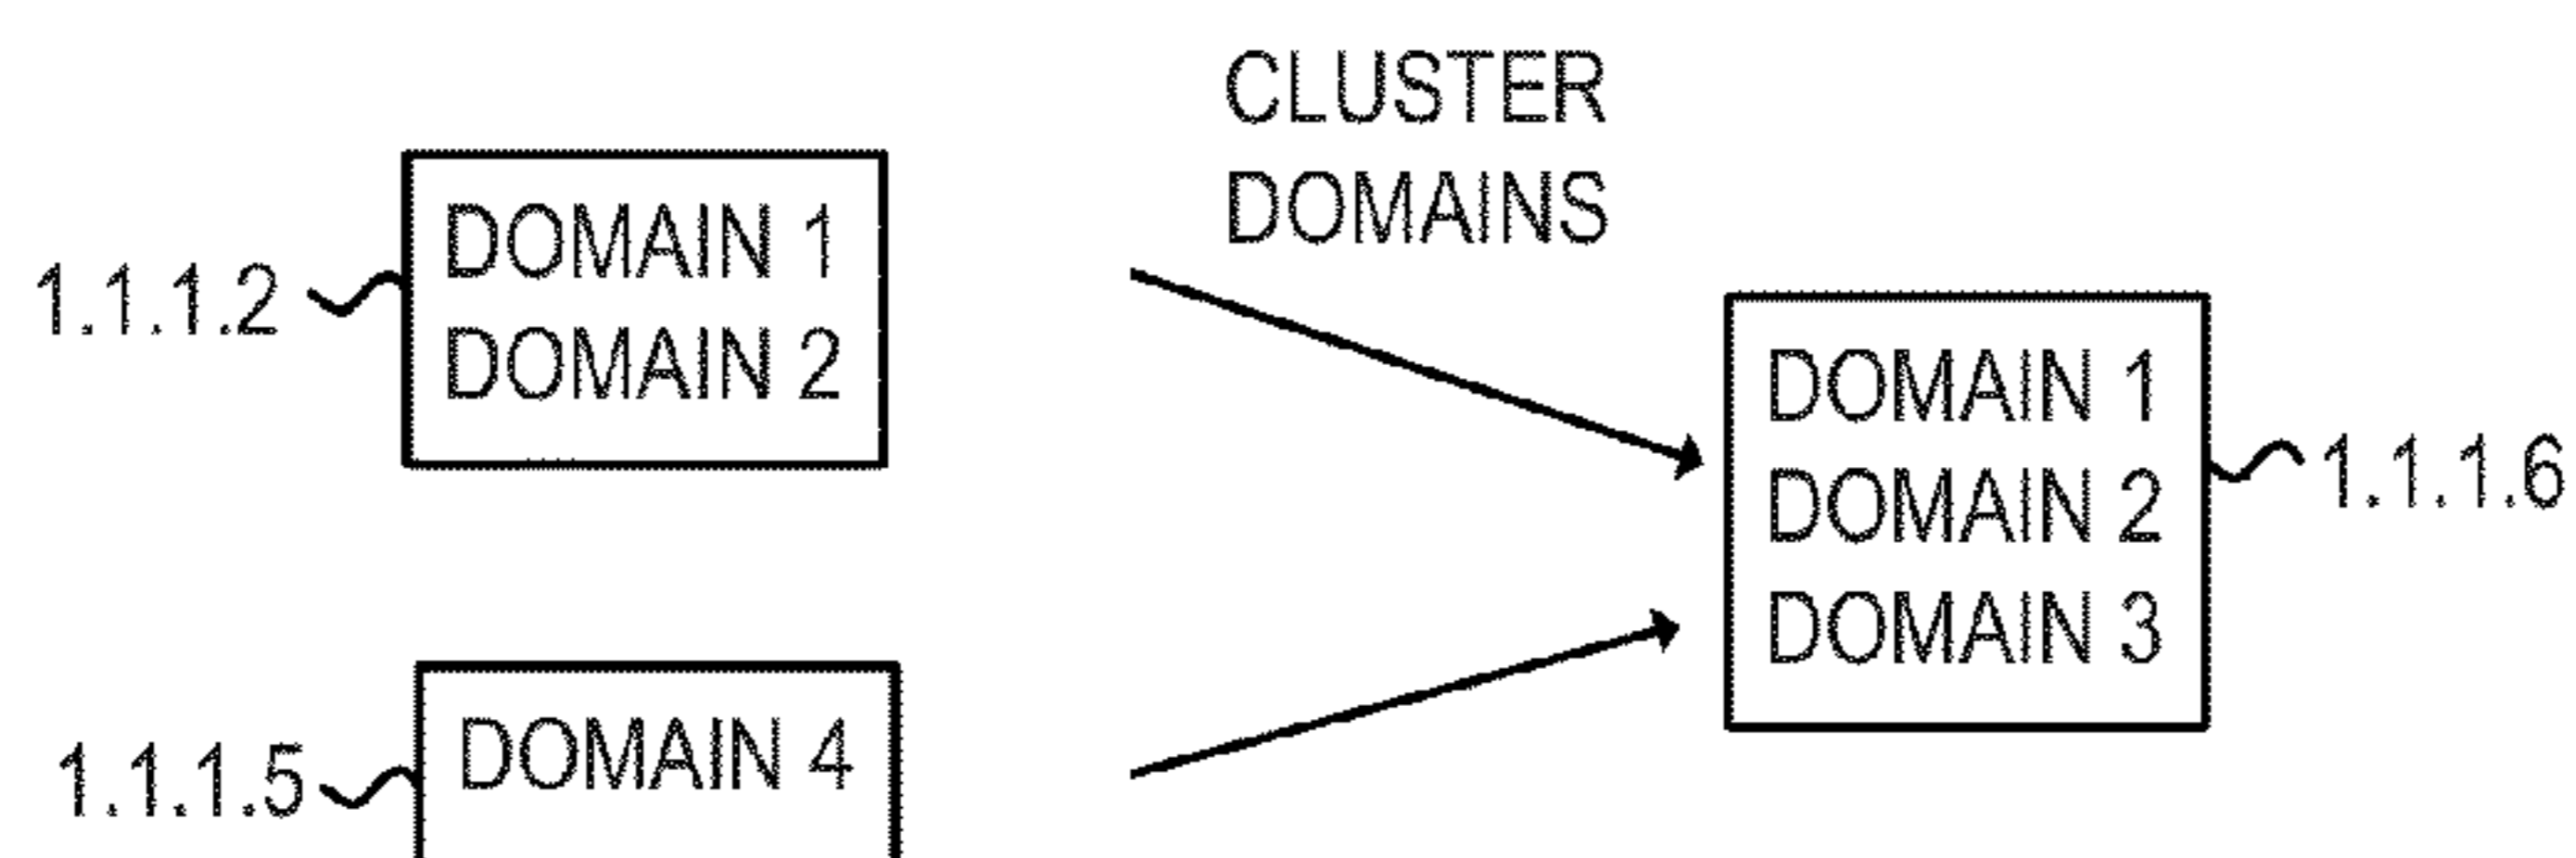 CLUSTER
DOMAINS
1.1.1.2
DOMAIN 1
DOMAIN 2
DOMAIN 1
DOMAIN 2
DOMAIN 3
1.1.1.6
1.1.1.5
DOMAIN 4